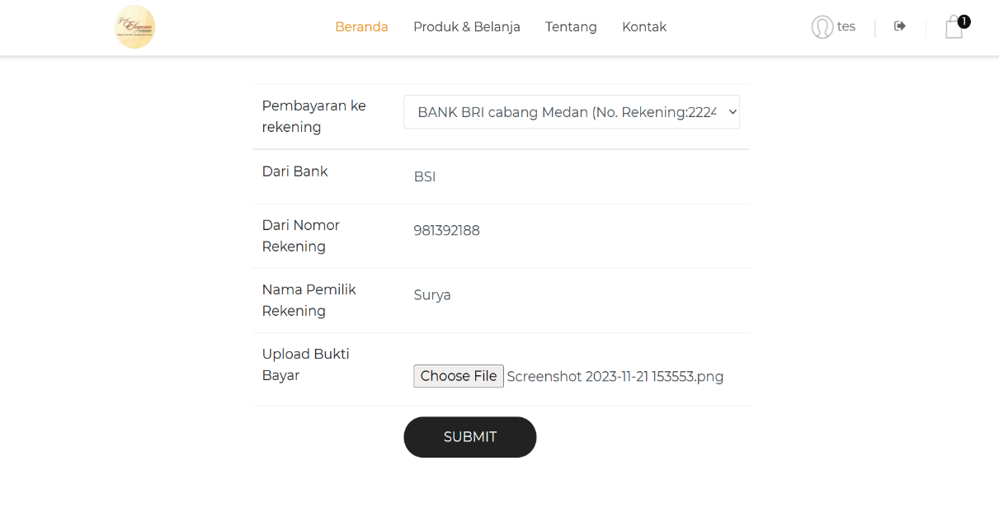 Elegance
Beranda Produk & Belanja Tentang Kontak tes 1
Pembayaran ke
rekening
BANK BRI cabang Medan (No. Rekening:2224
Dari Bank
BSI
Dari Nomor
Rekening
981392188
Nama Pemilik
Rekening
Surya
Upload Bukti
Bayar
Choose File Screenshot 2023-11-21 153553.png
SUBMIT